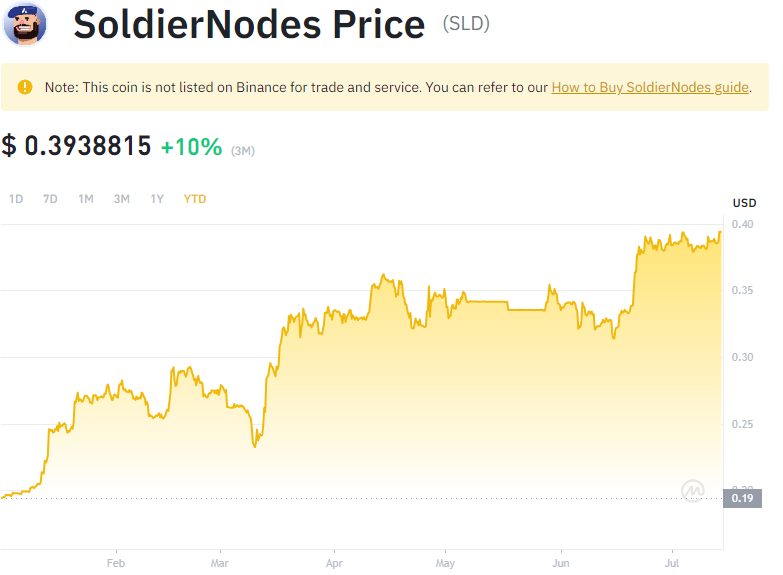 SoldierNodes Price (SLD)
Note: This coin is not listed on Binance for trade and service. You can refer to our How to Buy SoldierNodes guide.
$ 0.3938815 +10% (3M)
1D 7D 1M 3M 1Y YTD
USD
0.40
0.35
0.30
0.25
0.19
Feb Mar Apr May Jun Jul